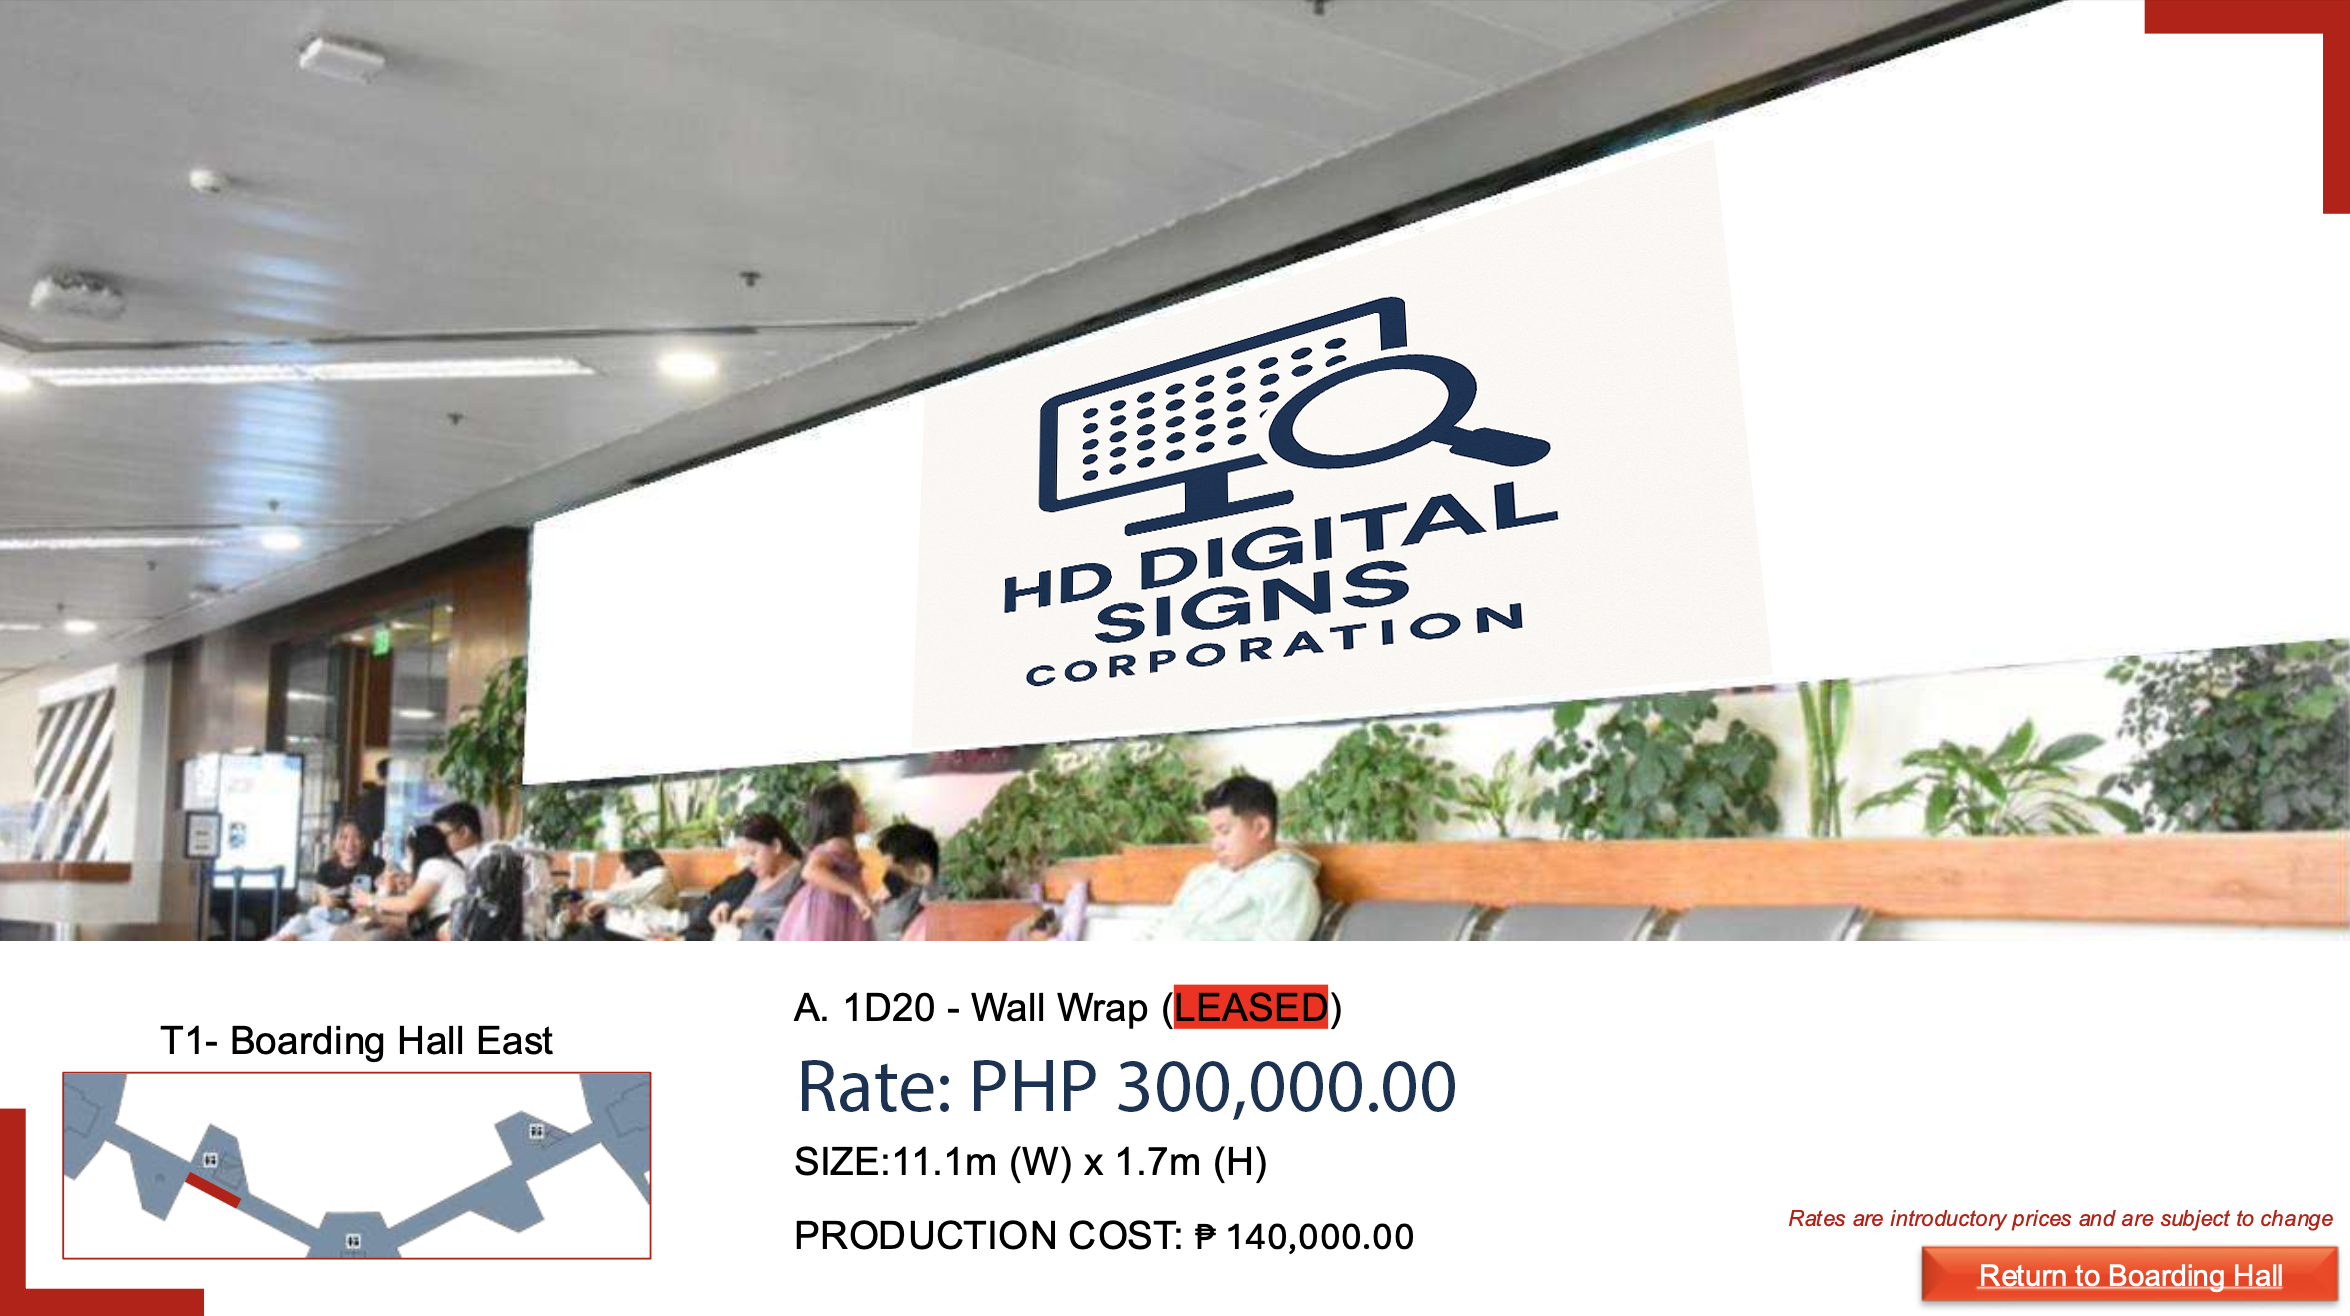 HD DIGITAL
SIGNS
CORPORATION
T1- Boarding Hall East
A. 1D20 - Wall Wrap (LEASED)
Rate: PHP 300,000.00
SIZE:11.1m (W) x 1.7m (H)
PRODUCTION COST: ₱ 140,000.00
Rates are introductory prices and are subject to change
Return to Boarding Hall